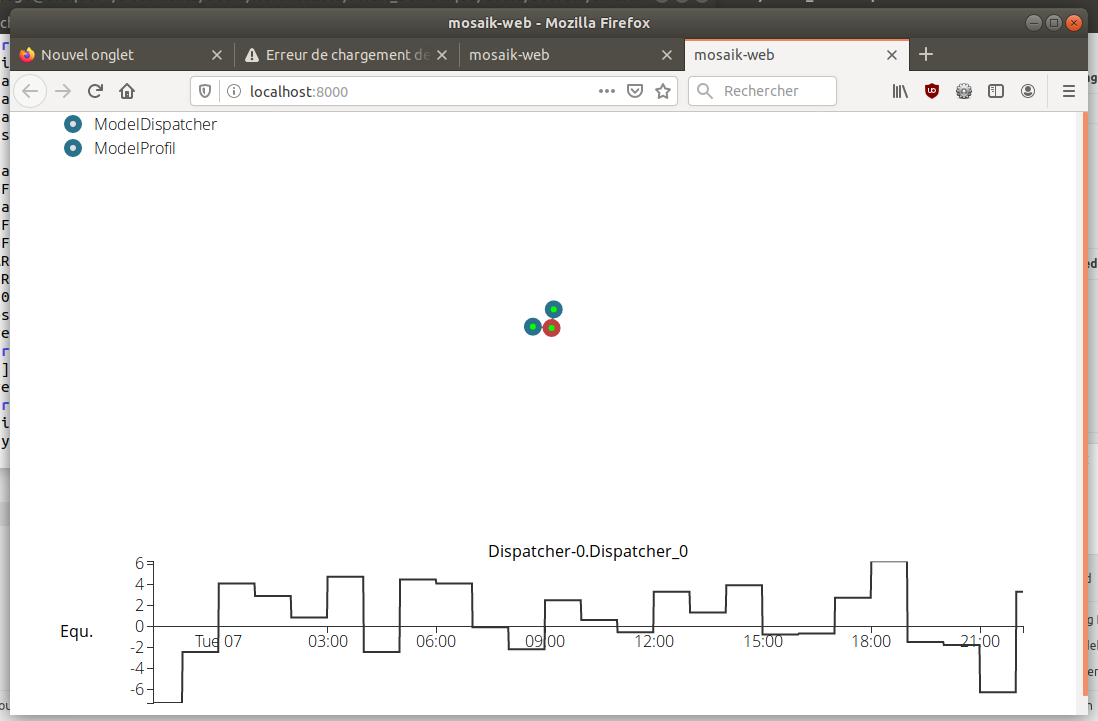 mosaik-web - Mozilla Firefox
Nouvel onglet
Erreur de chargement de
mosaik-web
mosaik-web
localhost:8000
Rechercher
ModelDispatcher
ModelProfil
Dispatcher-0.Dispatcher_0
Equ.
6
4
2
0
-2
-4
-6
Tue 07 03:00 06:00 09:00 12:00 15:00 18:00 21:00